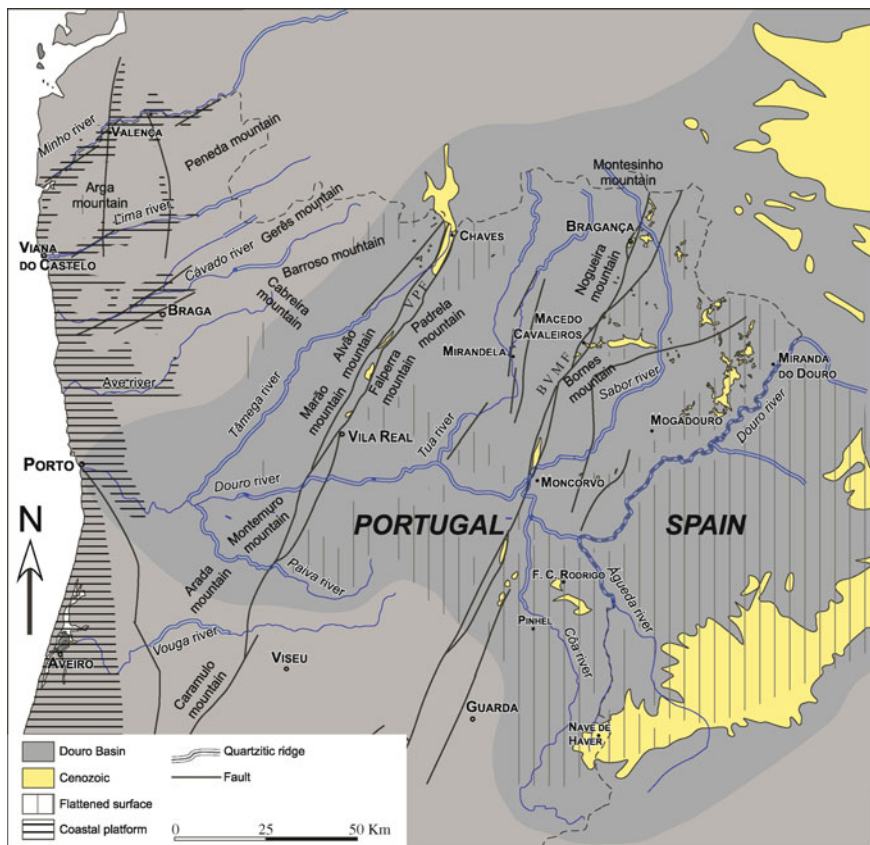 Minho river
VALENÇA
Peneda mountain
Arga
mountain
Lima river
VIANA
DO CASTELO
Cávado river
Gerês mountain
Barroso mountain
Cabreira
mountain
BRAGA
Ave river
Tâmega river
Alvão
mountain
Marão
mountain
V P F
Falperra
mountain
Padrela
mountain
CHAVES
Montesinho
mountain
BRAGANÇA
Nogueira
mountain
MACEDO
CAVALEIROS
MIRANDELA
B V M F
Bornes
mountain
Sabor river
MIRANDA
DO DOURO
MOGADOURO
Douro river
VILA REAL
Tua river
PORTO
Douro river
MONCORVO
N
Montemuro
mountain
PORTUGAL
SPAIN
Arada
mountain
Paiva river
F. C. RODRIGO
Águeda river
PINHEL
Côa river
Vouga river
AVEIRO
VISEU
Caramulo
mountain
GUARDA
NAVE DE
HAVER
Douro Basin
Quartzitic ridge
Cenozoic
Fault
Flattened surface
Coastal platform
0 25 50 Km